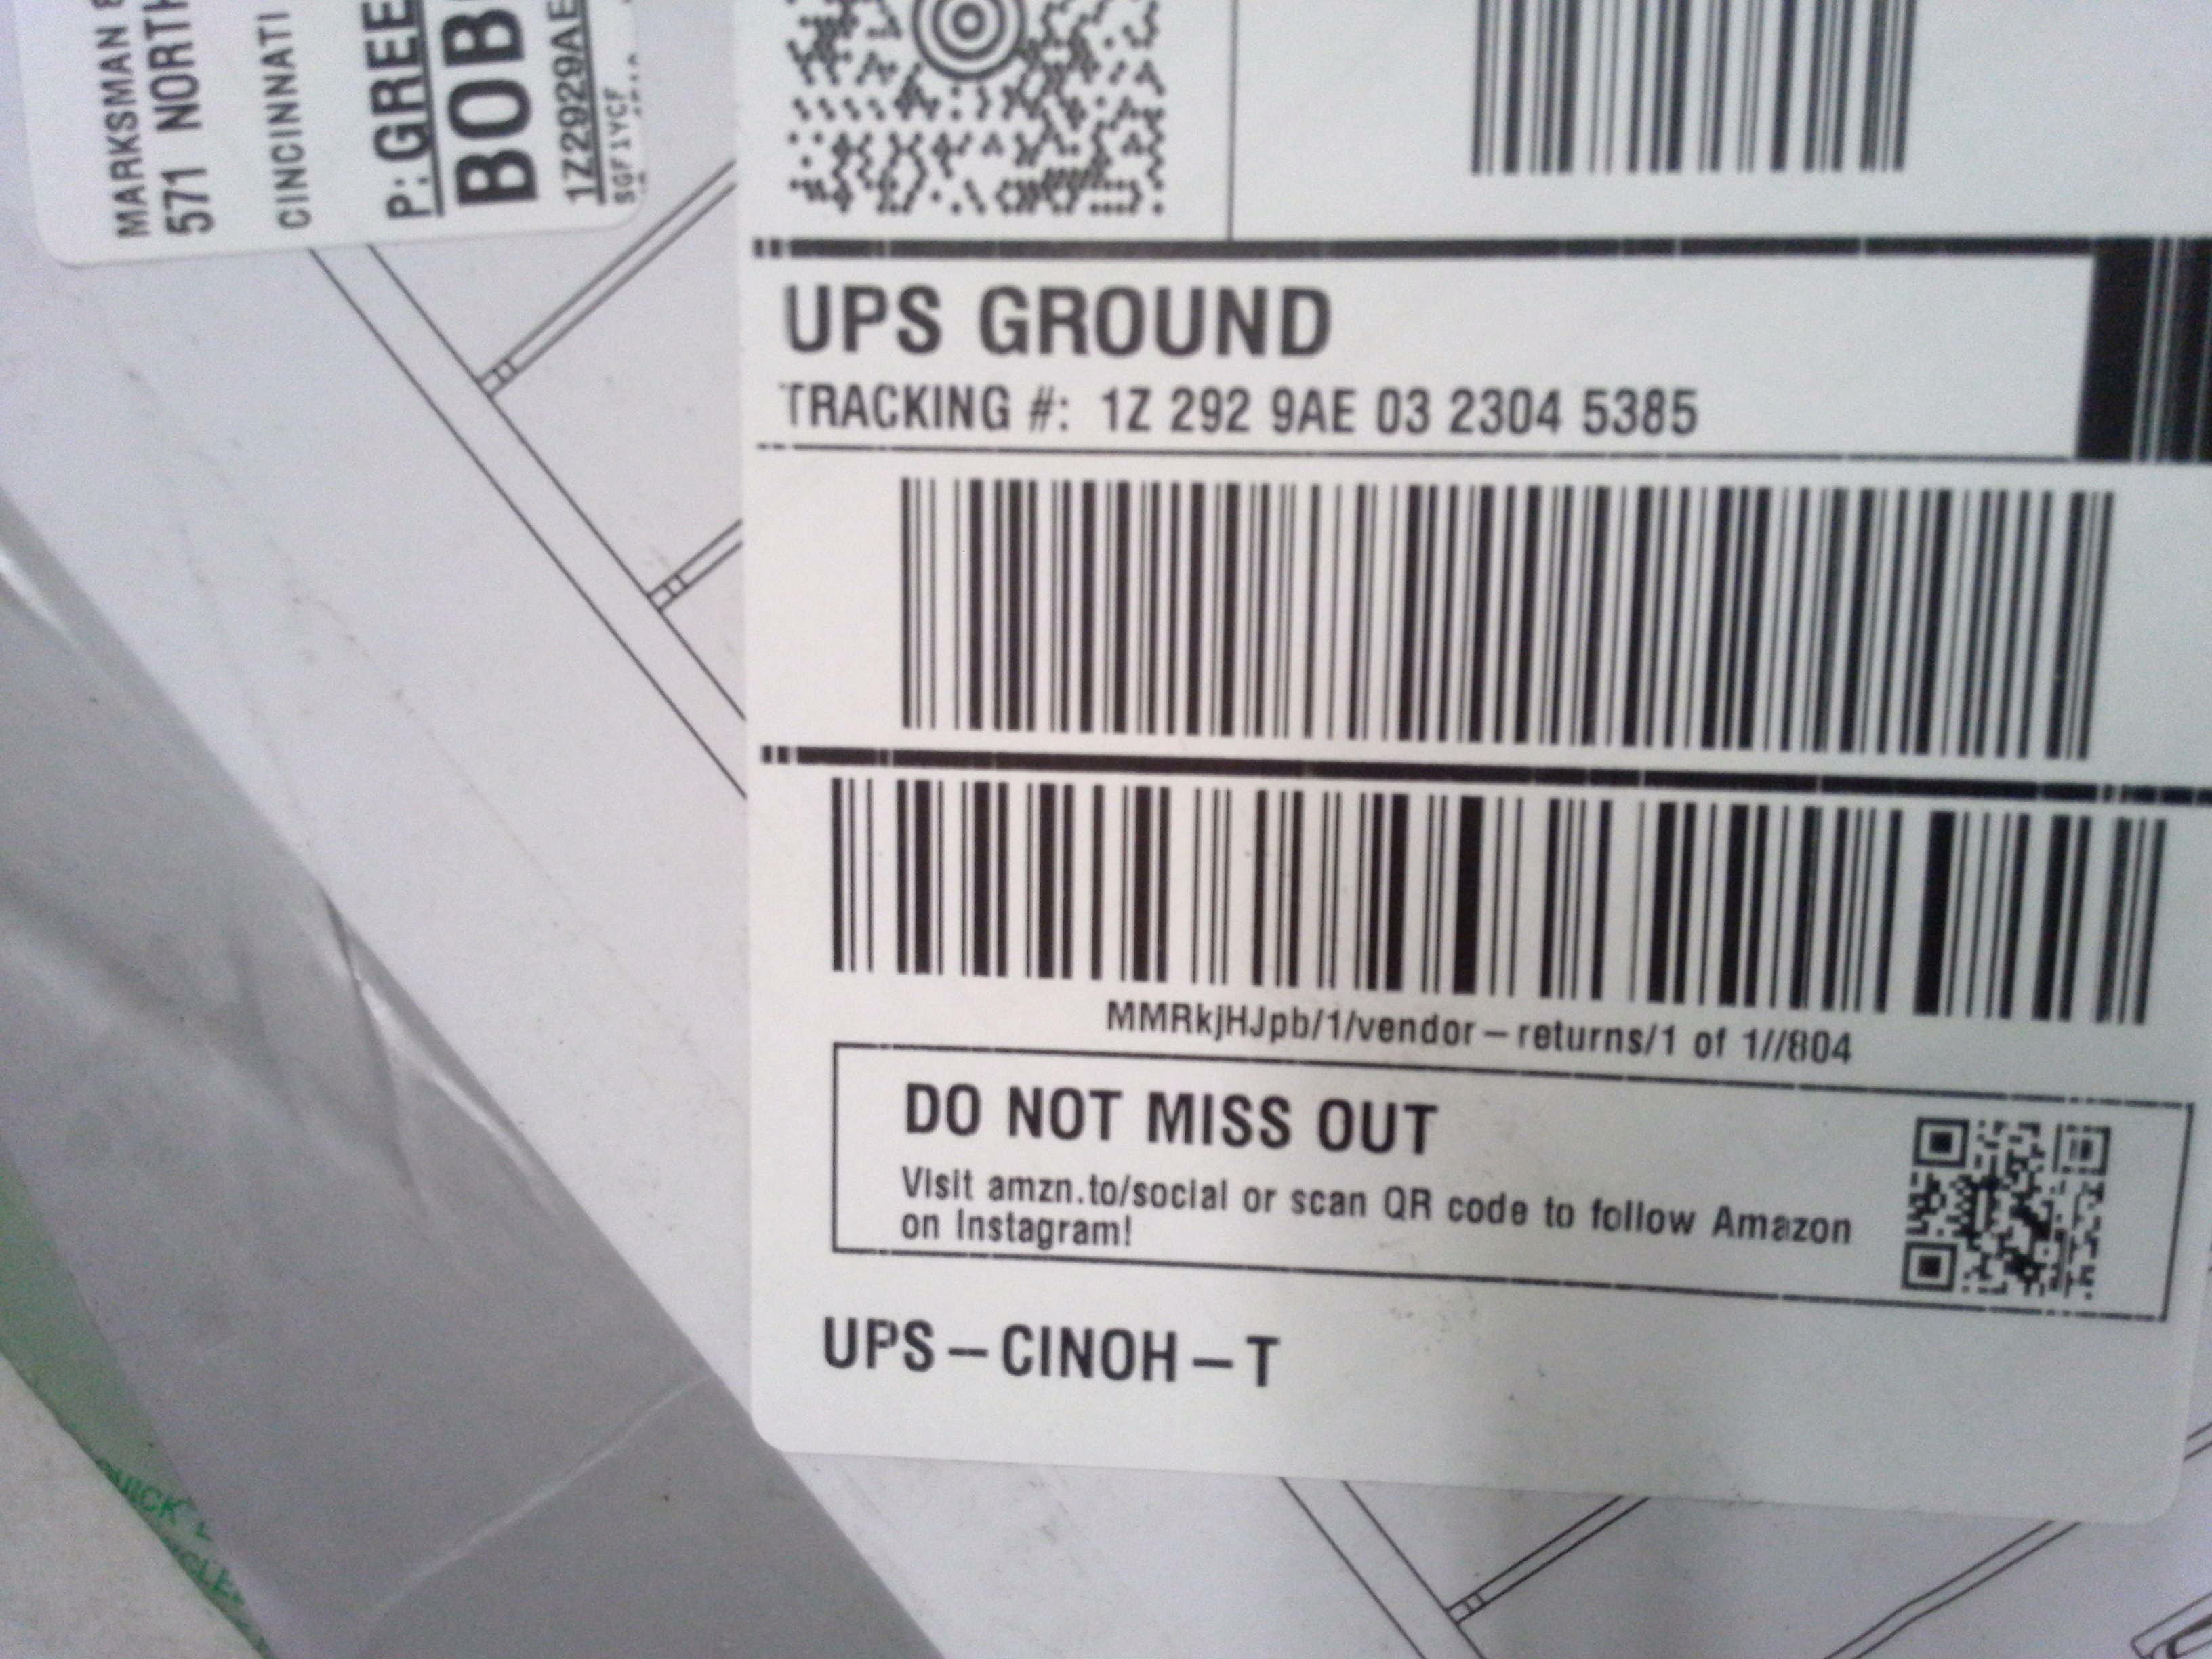 MARKSMAN
571 NORTH
CINCINNATI
P: GREE
BOB
1Z2929AE
SGF1YCF
UPS GROUND
TRACKING #: 1Z 292 9AE 03 2304 5385
MMRkjHJpb/1/vendor-returns/1 of 1//804
DO NOT MISS OUT
Visit amzn.to/social or scan QR code to follow Amazon
on Instagram!
UPS-CINOH-T